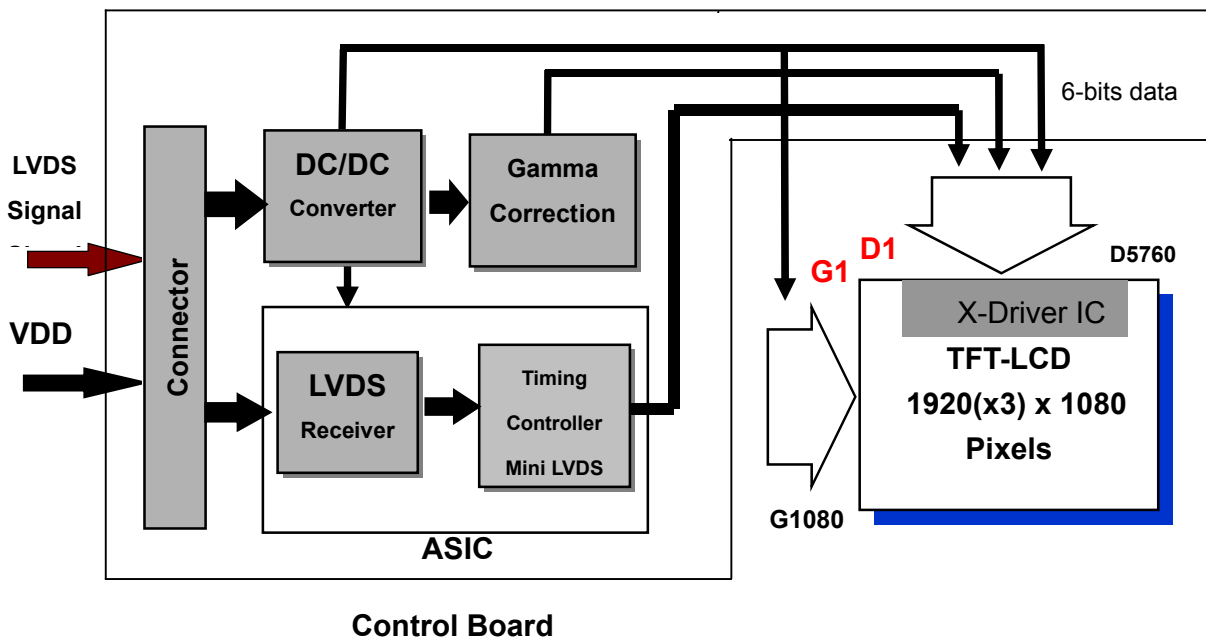 6-bits data
LVDS
Signal
VDD
Connector
DC/DC
Converter
Gamma
Correction
LVDS
Receiver
Timing
Controller
Mini LVDS
ASIC
D1
G1
D5760
X-Driver IC
TFT-LCD
1920(x3) x 1080
Pixels
G1080
Control Board